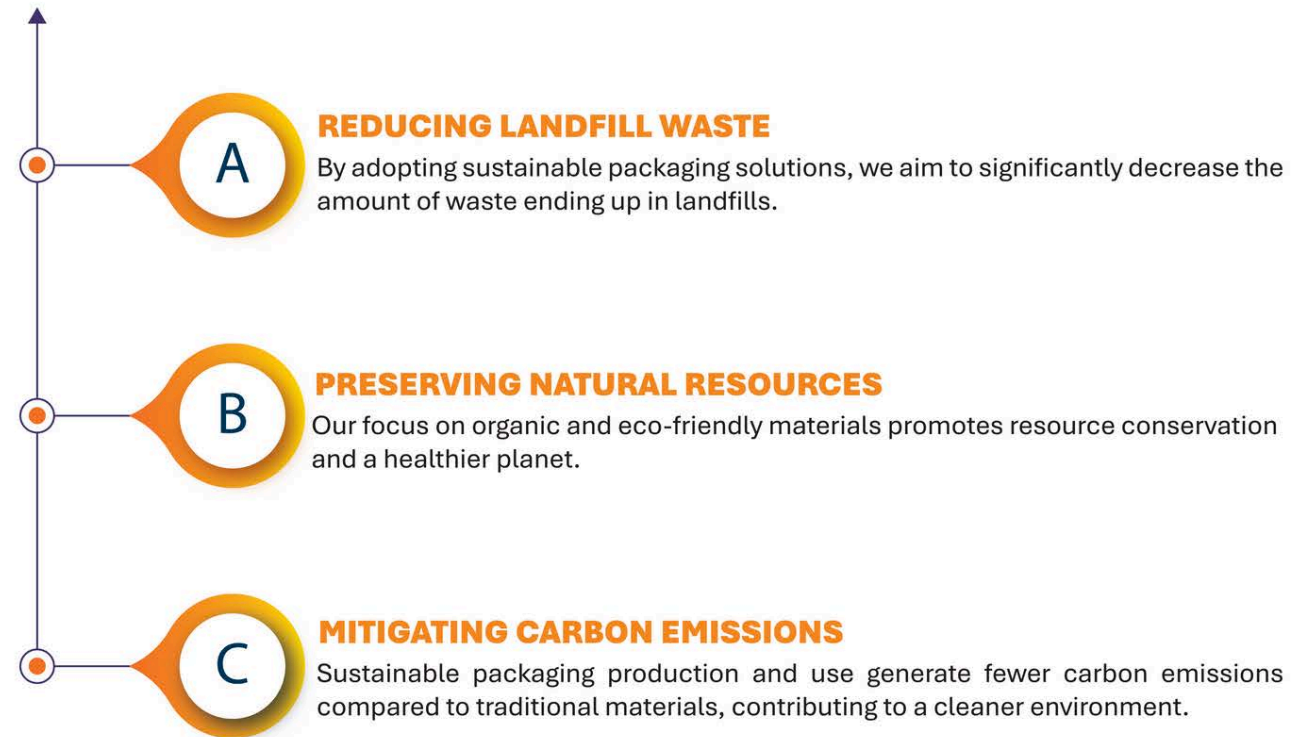 A
REDUCING LANDFILL WASTE
By adopting sustainable packaging solutions, we aim to significantly decrease the
amount of waste ending up in landfills.
B
PRESERVING NATURAL RESOURCES
Our focus on organic and eco-friendly materials promotes resource conservation
and a healthier planet.
C
MITIGATING CARBON EMISSIONS
Sustainable packaging production and use generate fewer carbon emissions
compared to traditional materials, contributing to a cleaner environment.